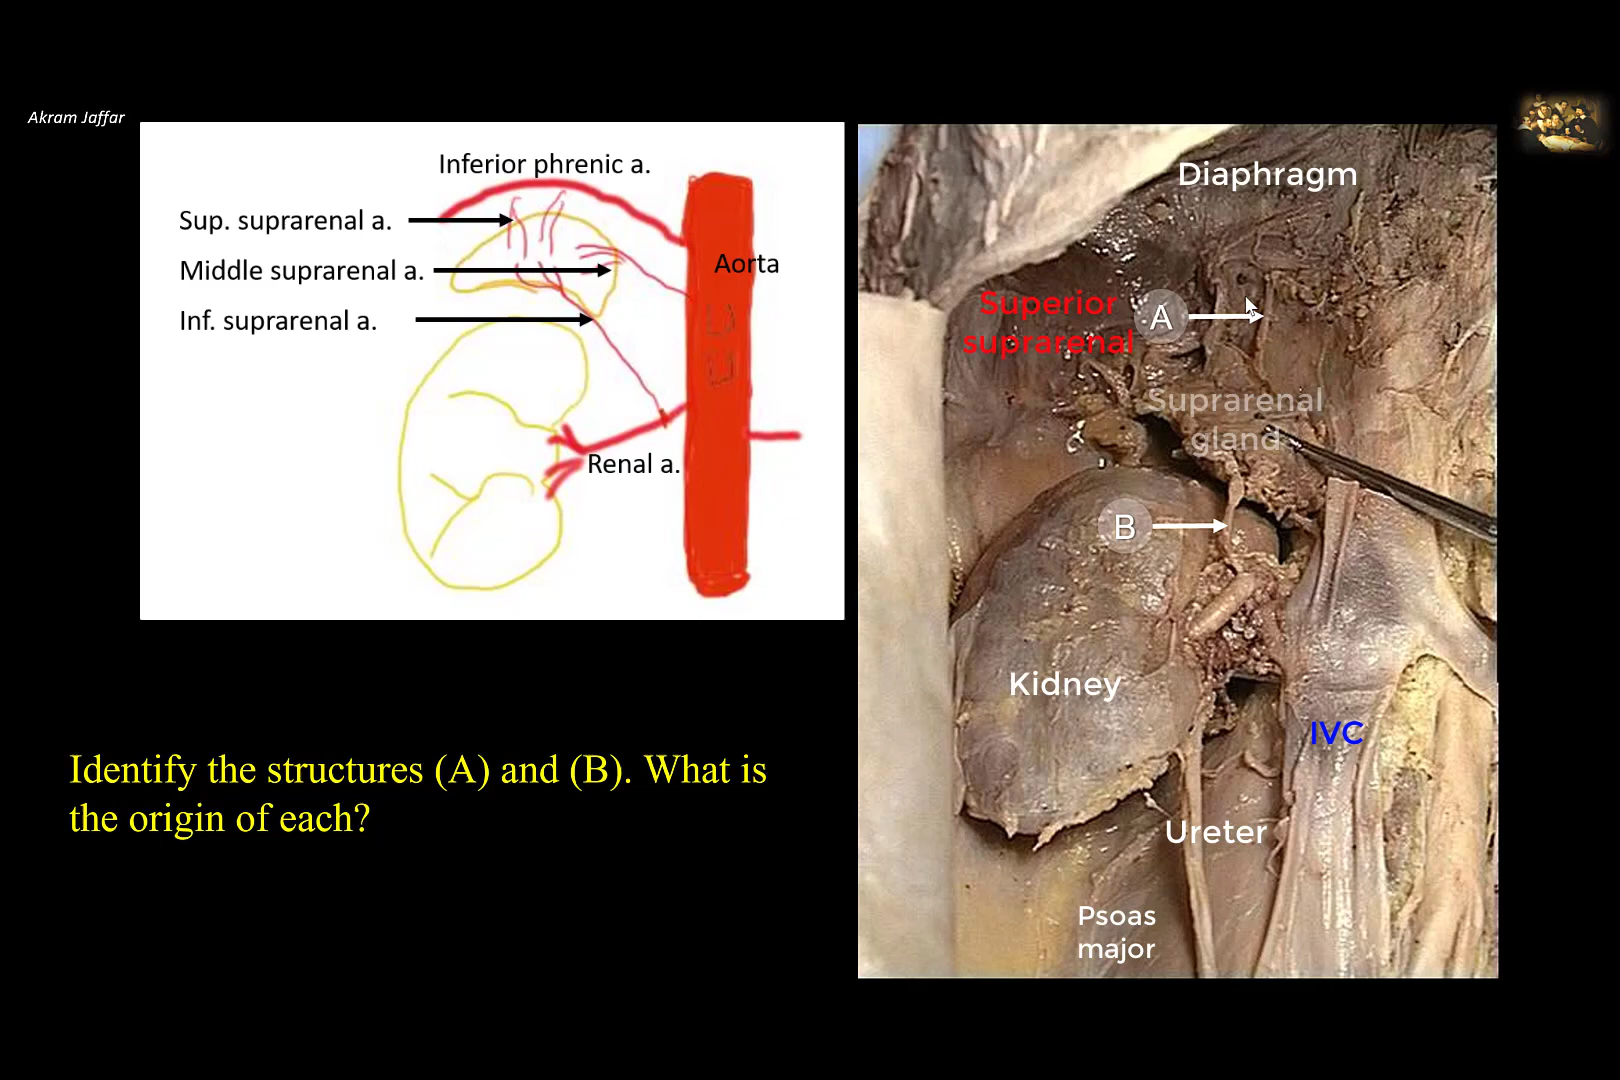 Akram Jaffar
Inferior phrenic a.
Sup. suprarenal a.
Middle suprarenal a.
Inf. suprarenal a.
Aorta
Renal a.
Identify the structures (A) and (B). What is
the origin of each?
Diaphragm
Superior
suprarenal
A
Suprarenal
gland
B
Kidney
IVC
Ureter
Psoas
major